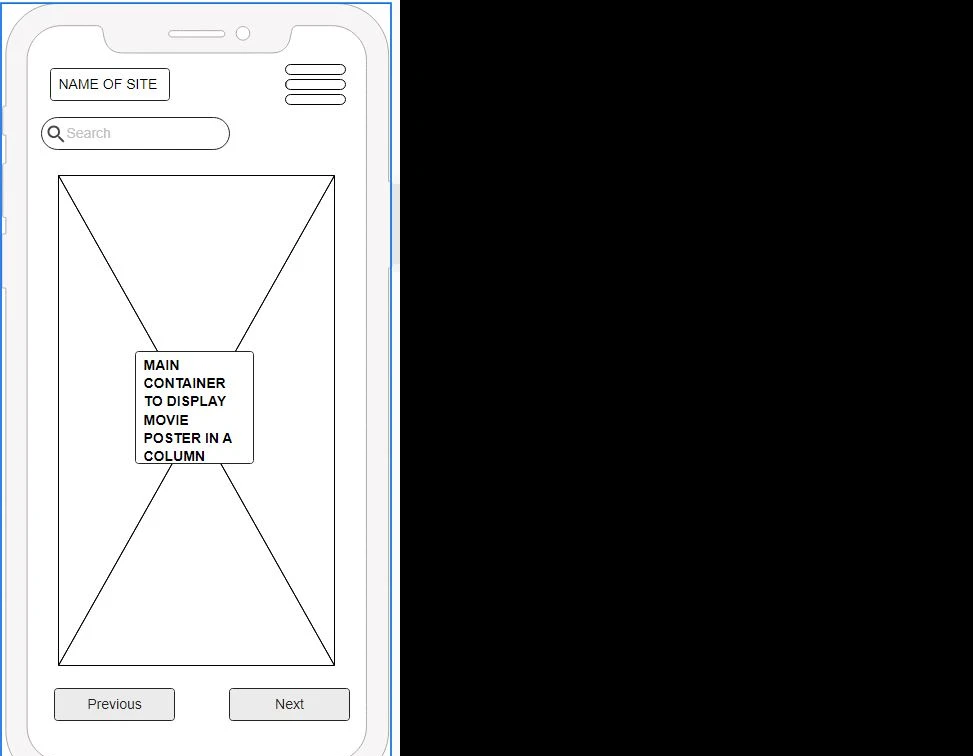 NAME OF SITE
Search
MAIN
CONTAINER
TO DISPLAY
MOVIE
POSTER IN A
COLUMN
Previous
Next